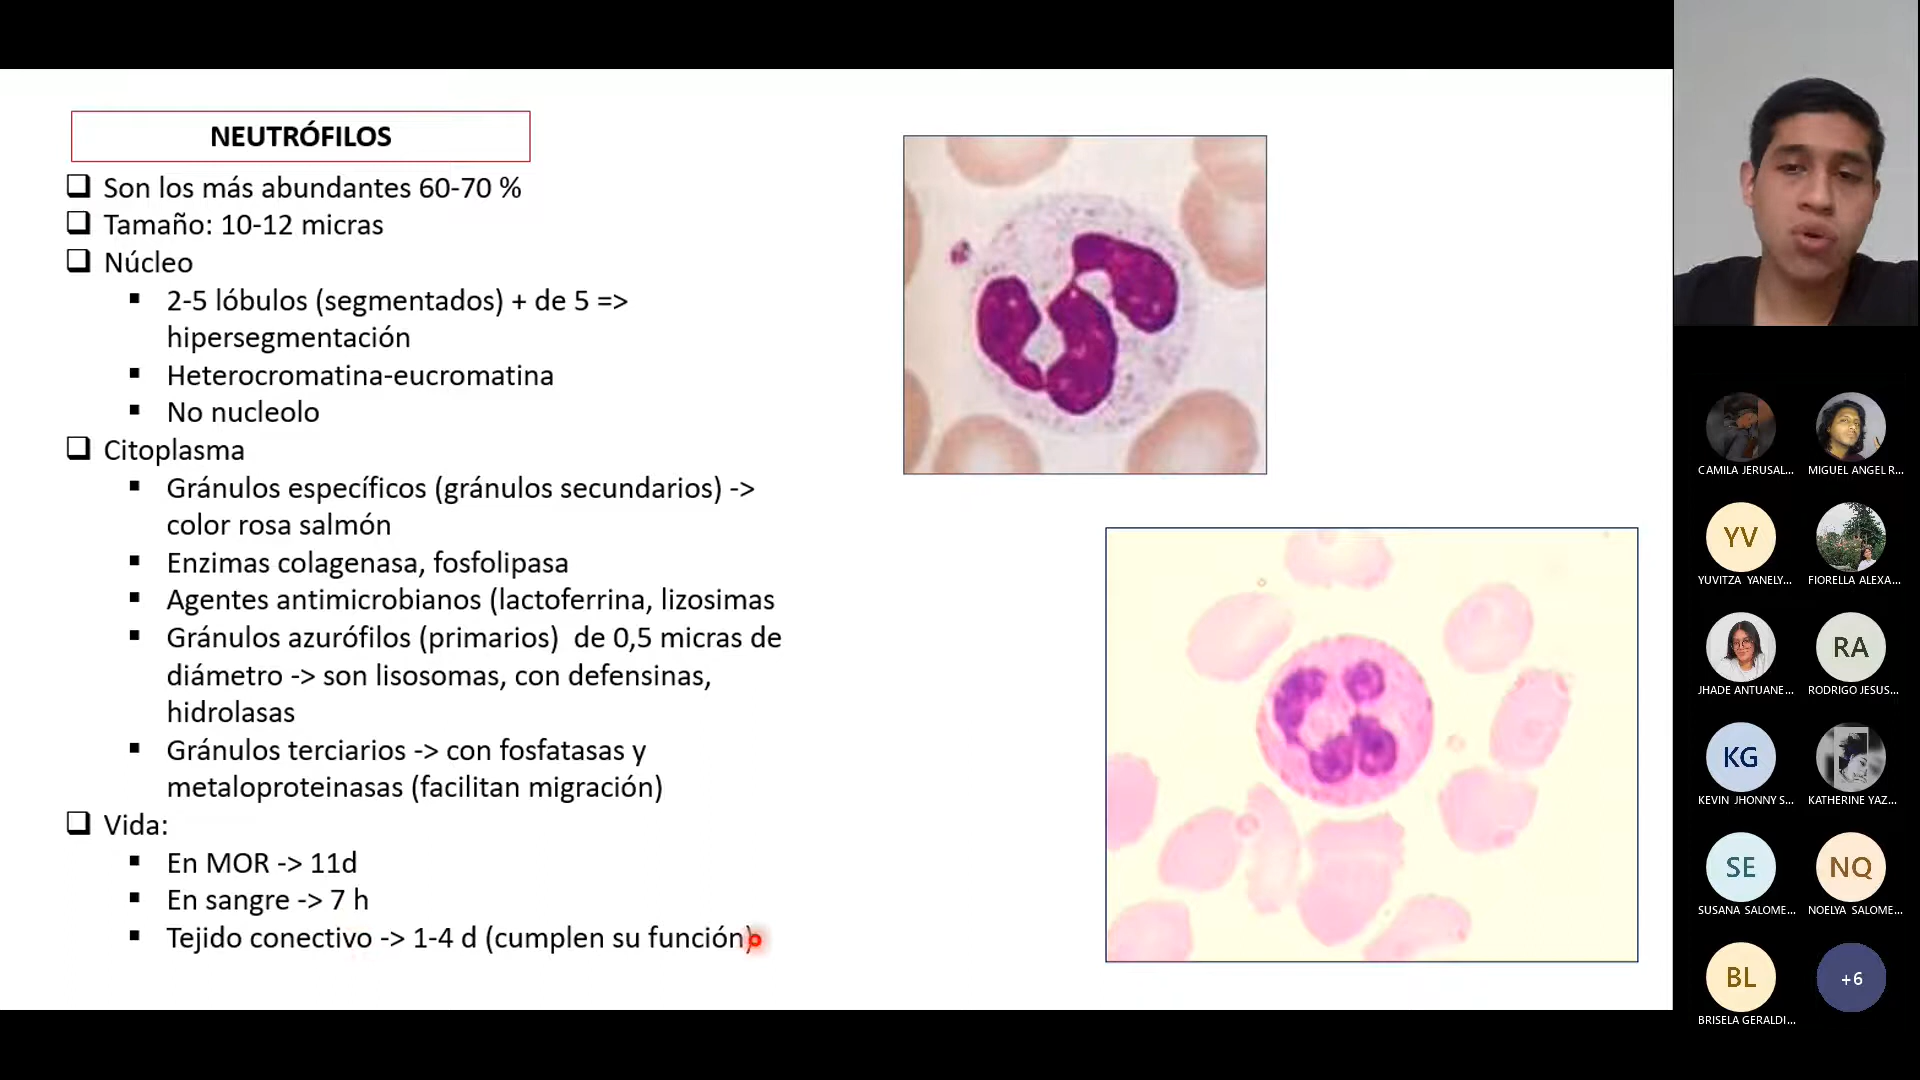 NEUTRÓFILOS
Son los más abundantes 60-70 %
Tamaño: 10-12 micras
Núcleo
2-5 lóbulos (segmentados) + de 5 =>
hipersegmentación
Heterocromatina-eucromatina
No nucleolo
Citoplasma
Gránulos específicos (gránulos secundarios) ->
color rosa salmón
Enzimas colagenasa, fosfolipasa
Agentes antimicrobianos (lactoferrina, lizosimas
Gránulos azurófilos (primarios)  de 0,5 micras de
diámetro -> son lisosomas, con defensinas,
hidrolasas
Gránulos terciarios -> con fosfatasas y
metaloproteinasas (facilitan migración)
Vida:
En MOR -> 11d
En sangre -> 7 h
Tejido conectivo -> 1-4 d (cumplen su función)
CAMILA JERUSAL...
MIGUEL ANGEL R...
YV
YUVITZA YANELY...
FIORELLA ALEXA...
JHADE ANTUANE...
RA
RODRIGO JESUS...
KG
KEVIN JHONNY S...
KATHERINE YAZ...
SE
SUSANA SALOME...
NQ
NOELYA SALOME...
BL
BRISELA GERALDI...
+6